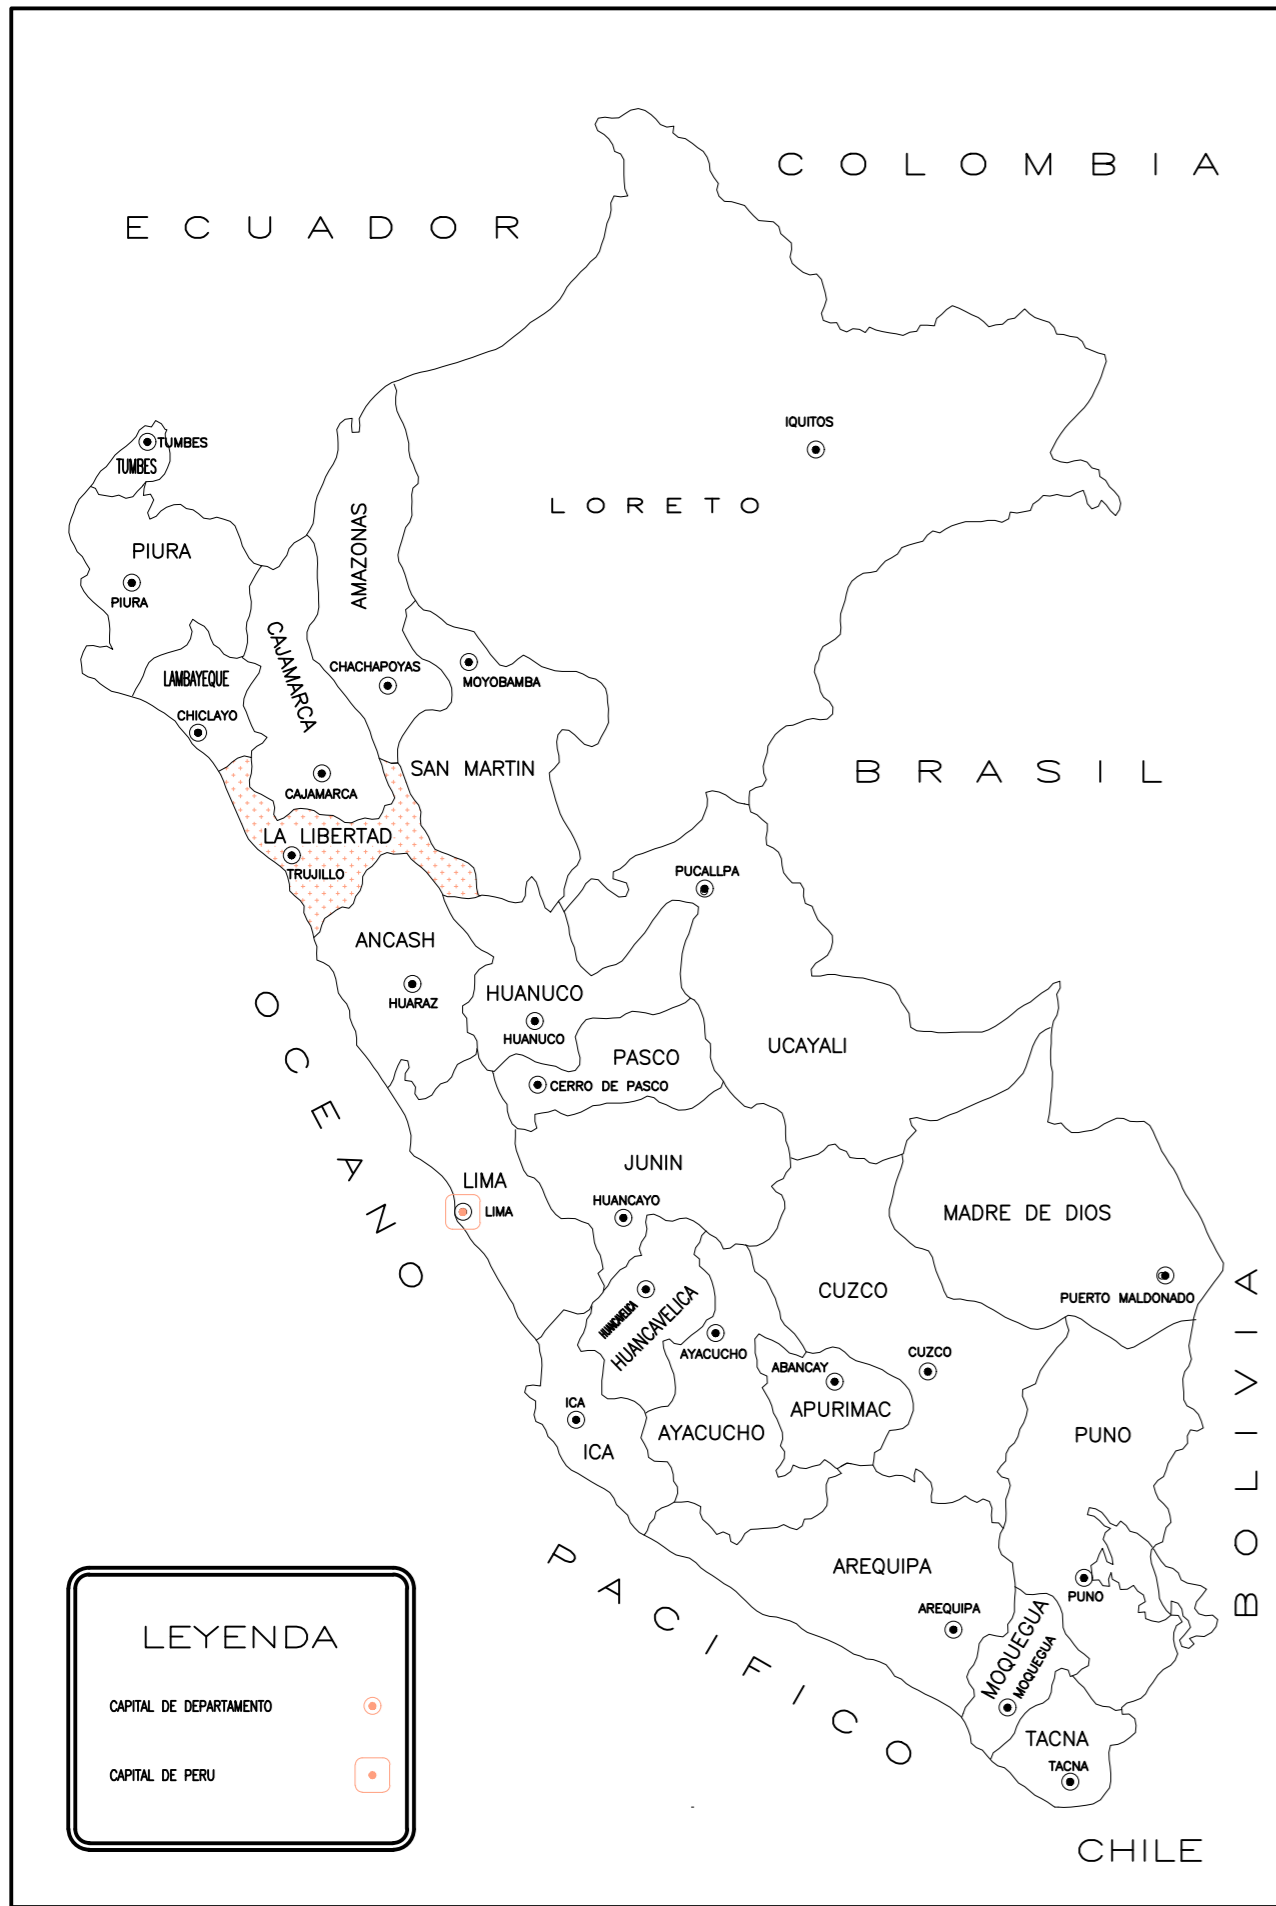 COLOMBIA
ECUADOR
IQUITOS
TUMBES
TUMBES
LORETO
AMAZONAS
PIURA
PIURA
CAJAMARCA
CHACHAPOYAS
MOYOBAMBA
LAMBAYEQUE
CHICLAYO
SAN MARTIN
BRASIL
CAJAMARCA
LA LIBERTAD
TRUJILLO
PUCALLPA
ANCASH
HUARAZ
HUANUCO
HUANUCO
UCAYALI
PASCO
CERRO DE PASCO
OCEANO
JUNIN
LIMA
LIMA
HUANCAYO
MADRE DE DIOS
CUZCO
PUERTO MALDONADO
HUANCAVELICA
HUANCAVELICA
AYACUCHO
ABANCAY
CUZCO
BOLIVIA
ICA
ICA
AYACUCHO
APURIMAC
PUNO
PACIFICO
AREQUIPA
PUNO
AREQUIPA
MOQUEGUA
MOQUEGUA
TACNA
TACNA
CHILE
LEYENDA
CAPITAL DE DEPARTAMENTO
CAPITAL DE PERU